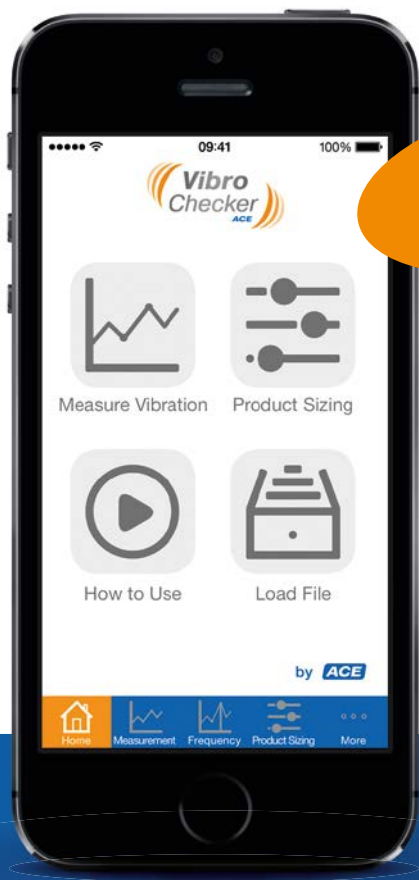 09:41
100%
Vibro
Checker
ACE
Measure Vibration
Product Sizing
How to Use
Load File
by ACE
Home
Measurement
Frequency
Product Sizing
More